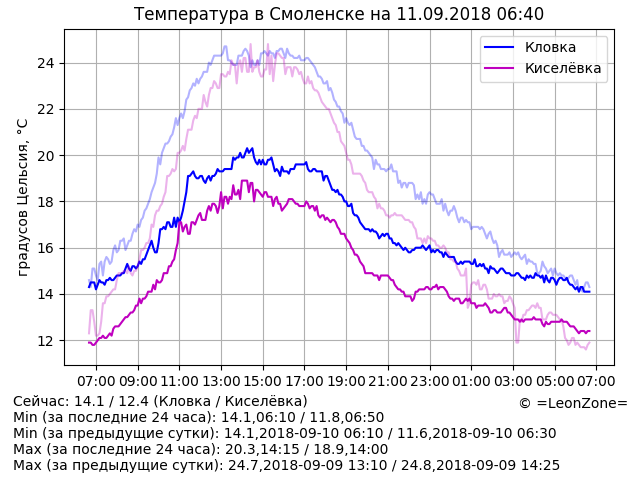 Температура в Смоленске на 11.09.2018 06:40
Кловка
Киселёвка
градусов Цельсия, °C
24
22
20
18
16
14
12
07:00 09:00 11:00 13:00 15:00 17:00 19:00 21:00 23:00 01:00 03:00 05:00 07:00
Сейчас: 14.1 / 12.4 (Кловка / Киселёвка)
© =LeonZone=
Min (за последние 24 часа): 14.1,06:10 / 11.8,06:50
Min (за предыдущие сутки): 14.1,2018-09-10 06:10 / 11.6,2018-09-10 06:30
Max (за последние 24 часа): 20.3,14:15 / 18.9,14:00
Max (за предыдущие сутки): 24.7,2018-09-09 13:10 / 24.8,2018-09-09 14:25